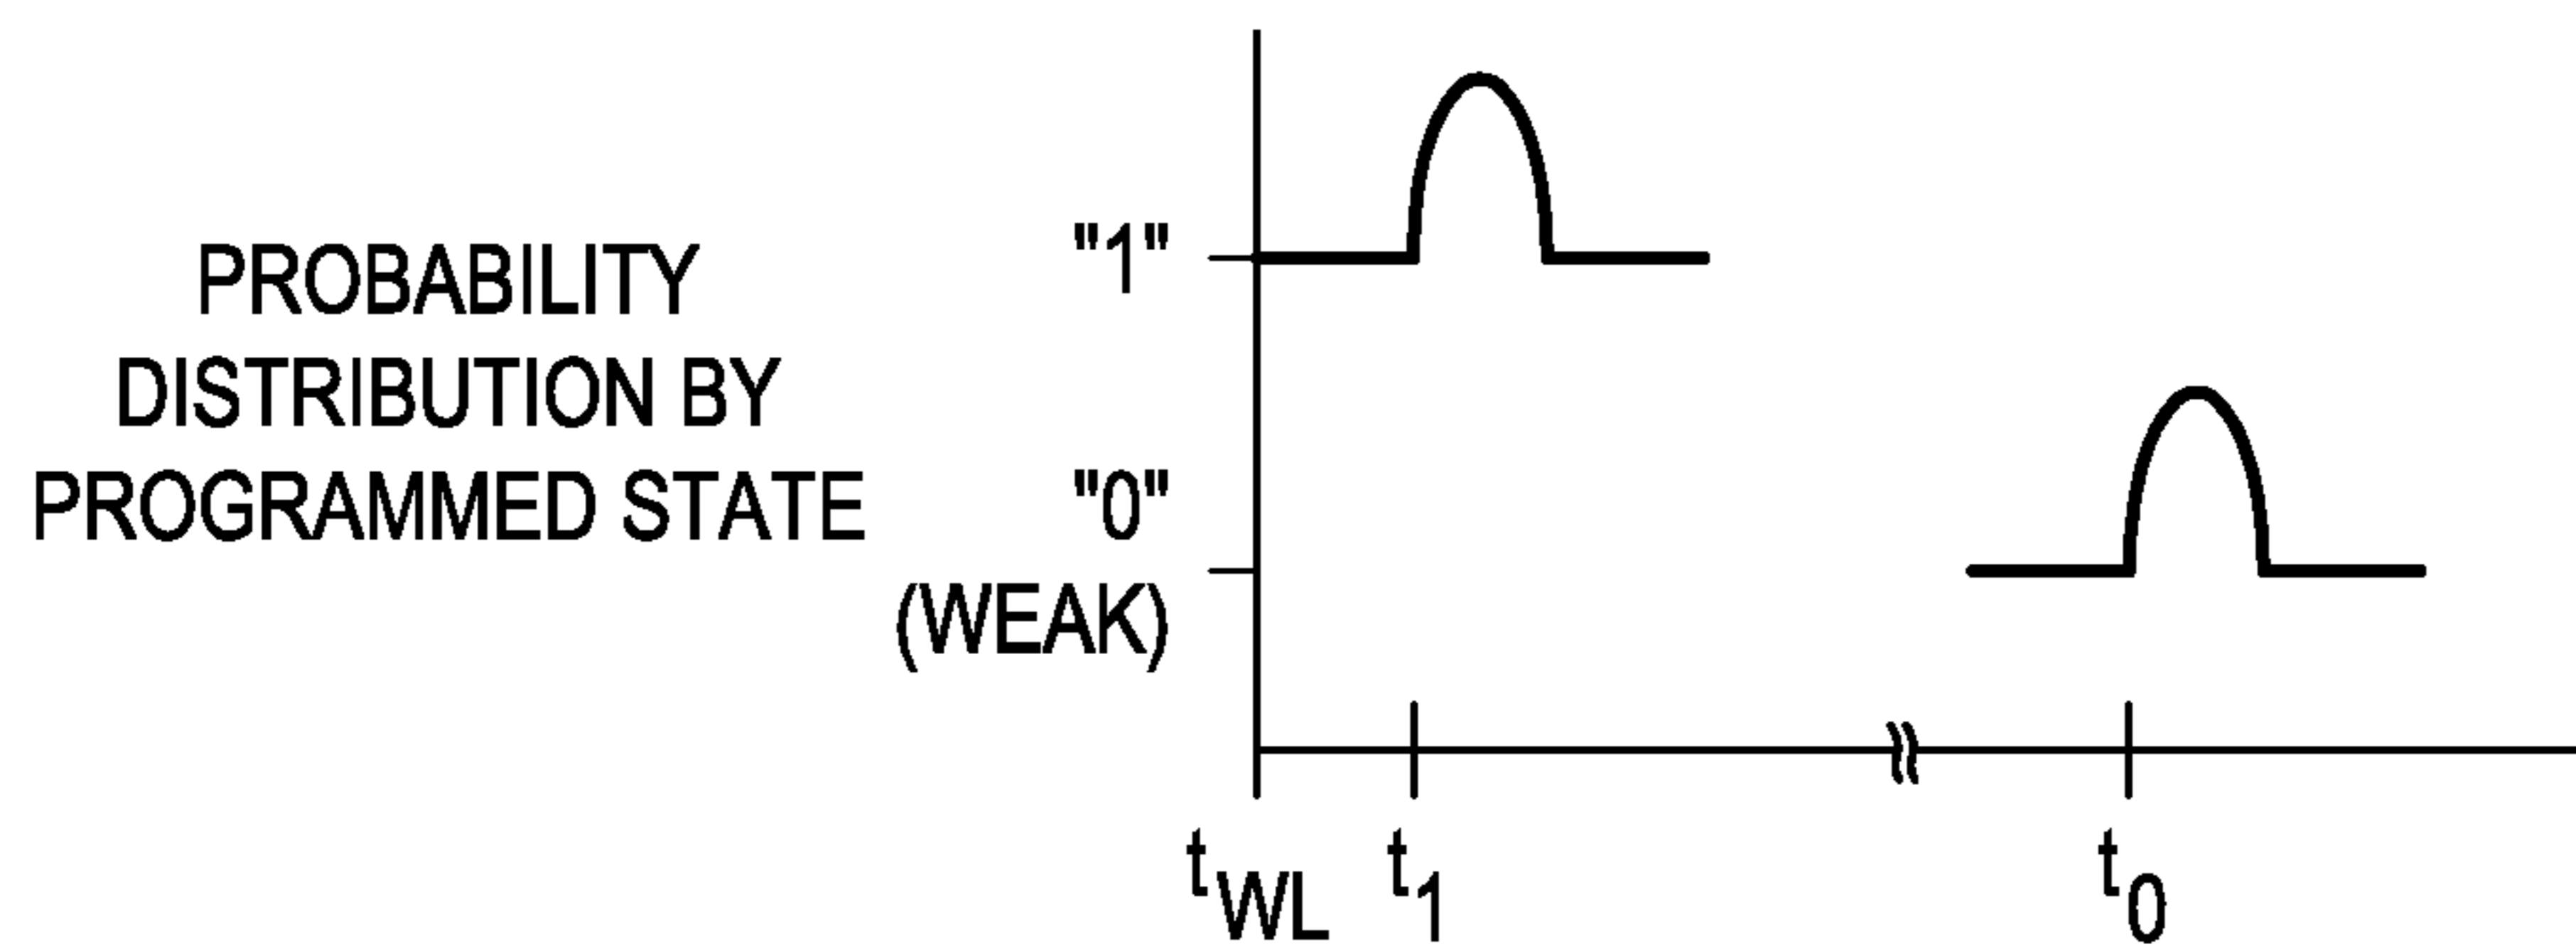 PROBABILITY
DISTRIBUTION BY
PROGRAMMED STATE
"1"
"0"
(WEAK)
tWL t1 t0